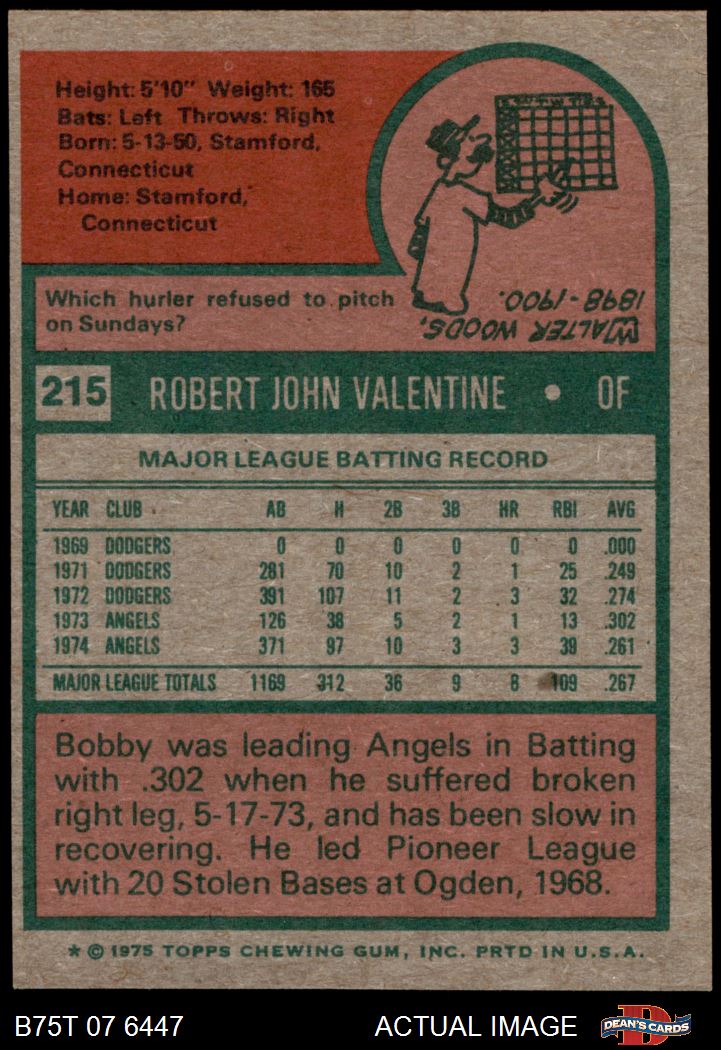 Height: 5'10" Weight: 165
Bats: Left Throws: Right
Born: 5-13-50, Stamford,
Connecticut
Home: Stamford,
Connecticut
S M T W T F S
Which hurler refused to pitch
on Sundays?
WALTER WOODS,
1898-1900.
215 ROBERT JOHN VALENTINE • OF
MAJOR LEAGUE BATTING RECORD
YEAR CLUB AB H 2B 3B HR RBI AVG
1969 DODGERS 0 0 0 0 0 0 .000
1971 DODGERS 281 70 10 2 1 25 .249
1972 DODGERS 391 107 11 2 3 32 .274
1973 ANGELS 126 38 5 2 1 13 .302
1974 ANGELS 371 97 10 3 3 39 .261
MAJOR LEAGUE TOTALS 1169 312 36 9 8 109 .267
Bobby was leading Angels in Batting
with .302 when he suffered broken
right leg, 5-17-73, and has been slow in
recovering. He led Pioneer League
with 20 Stolen Bases at Ogden, 1968.
* © 1975 TOPPS CHEWING GUM, INC. PRTD IN U.S.A.
B75T 07 6447 ACTUAL IMAGE D DEAN'S CARDS